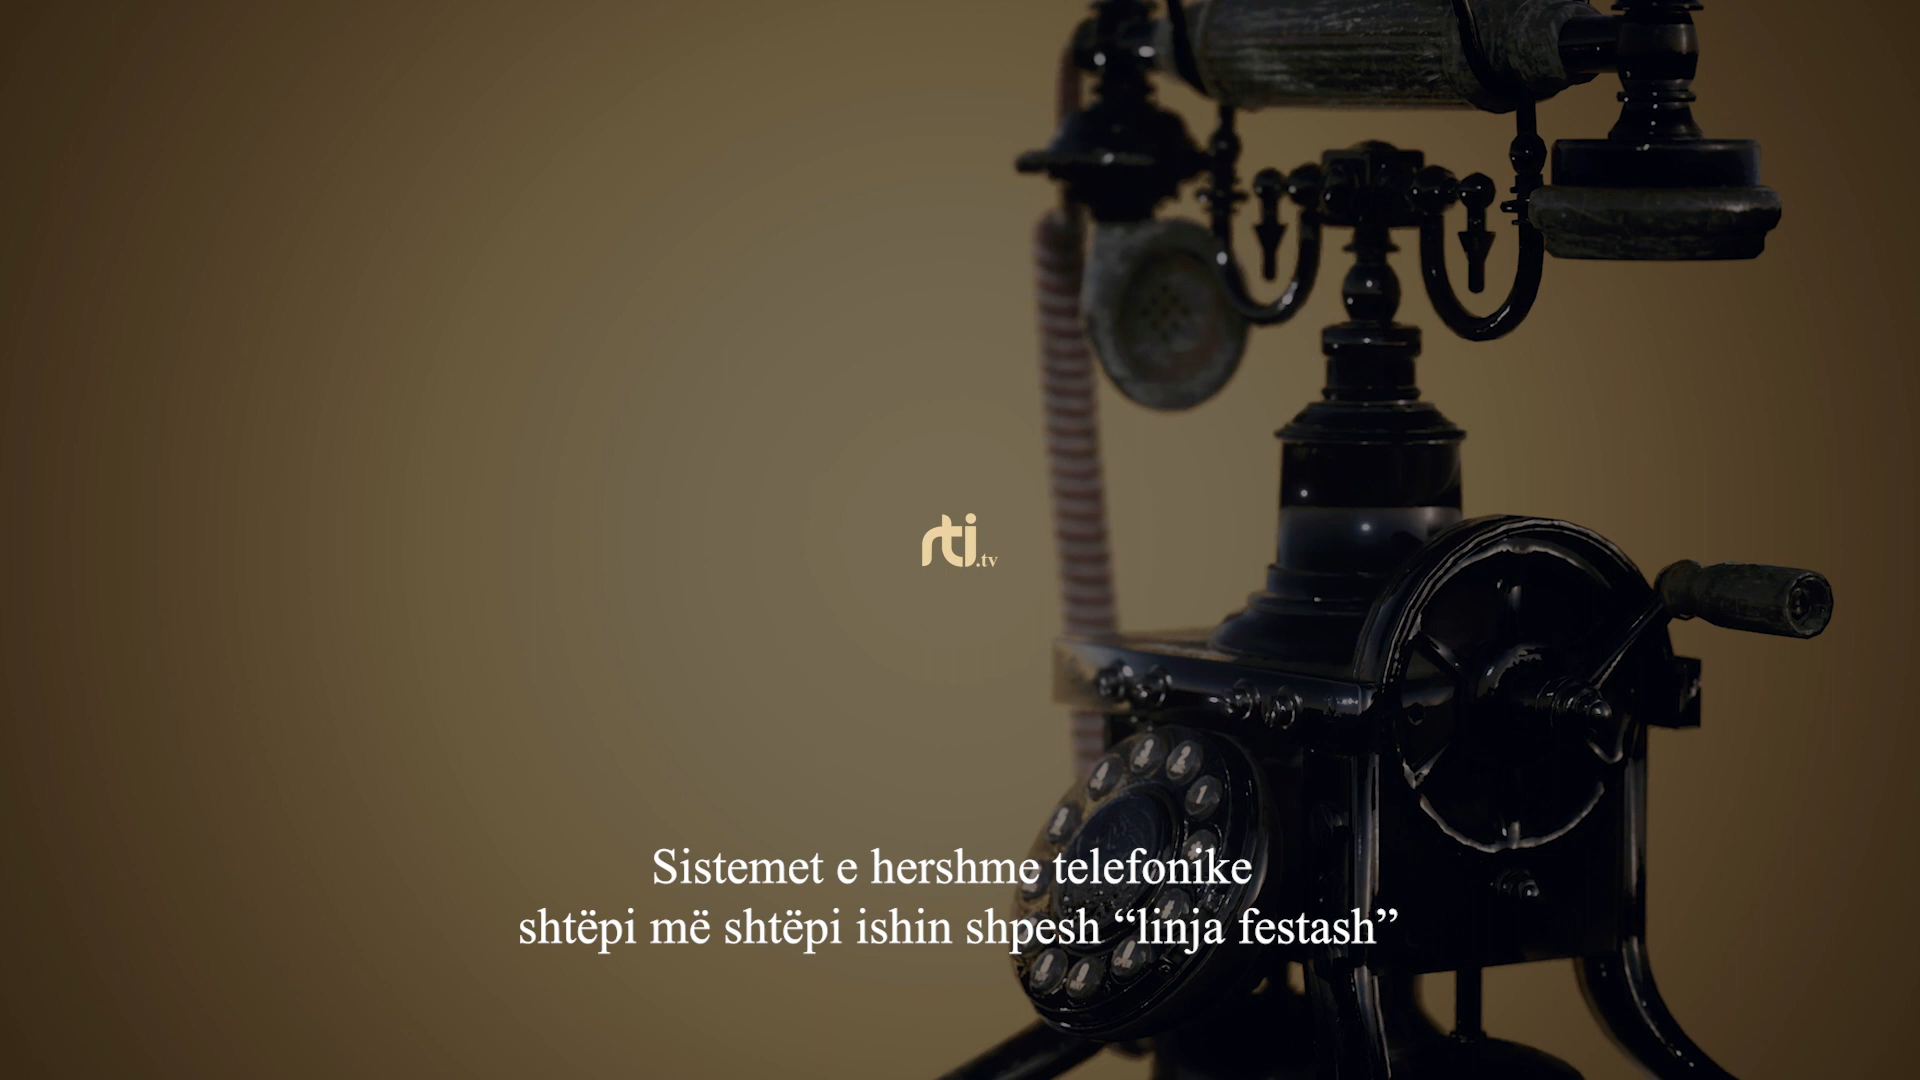 rti.tv
Sistemet e hershme telefonike
shtëpi më shtëpi ishin shpesh “linja festash”